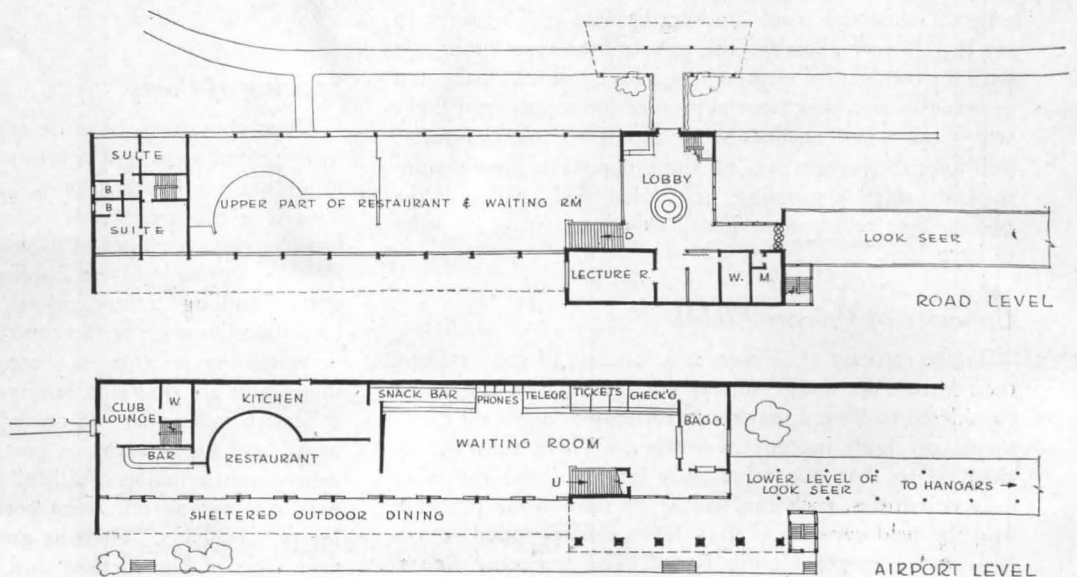 SUITE
B.
B.
SUITE
UPPER PART OF RESTAURANT & WAITING RM
LOBBY
D
LECTURE R.
W.
M.
LOOK SEER
ROAD LEVEL
CLUB
LOUNGE
W.
BAR
KITCHEN
RESTAURANT
SNACK BAR
PHONES
TELEGR.
TICKETS
CHECK'G
BAGG.
WAITING ROOM
U
LOWER LEVEL OF
LOOK SEER
TO HANGARS
SHELTERED OUTDOOR DINING
AIRPORT LEVEL